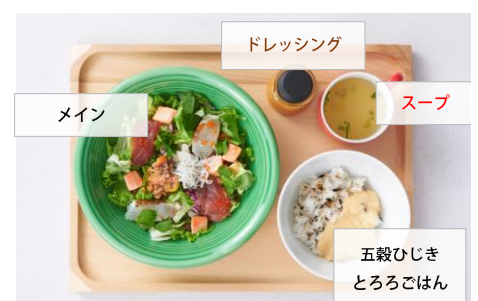 ドレッシング
スープ
メイン
五穀ひじき
とろろごはん